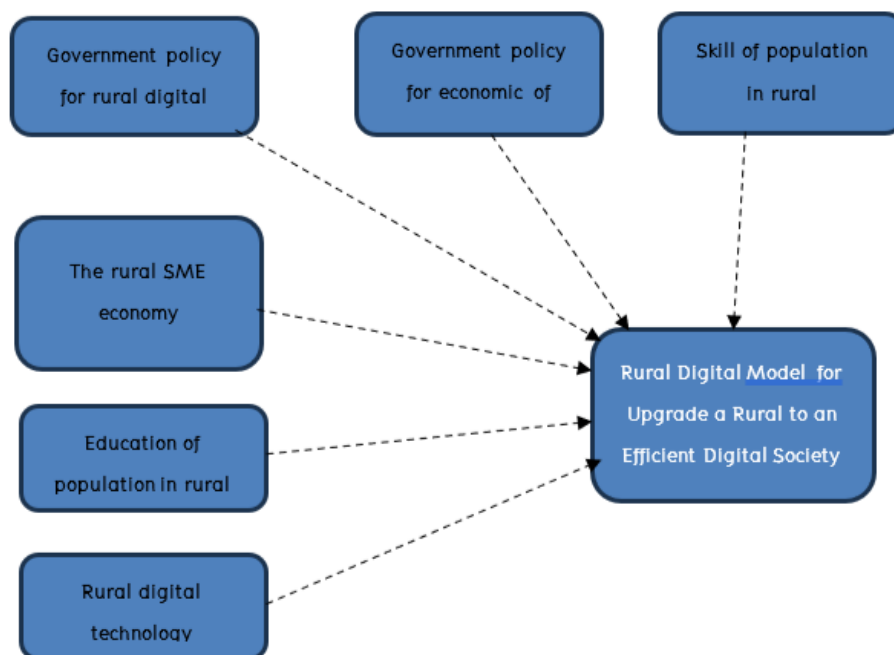 Government policy
for rural digital
Government policy
for economic of
Skill of population
in rural
The rural SME
economy
Rural Digital Model for
Upgrade a Rural to an
Efficient Digital Society
Education of
population in rural
Rural digital
technology